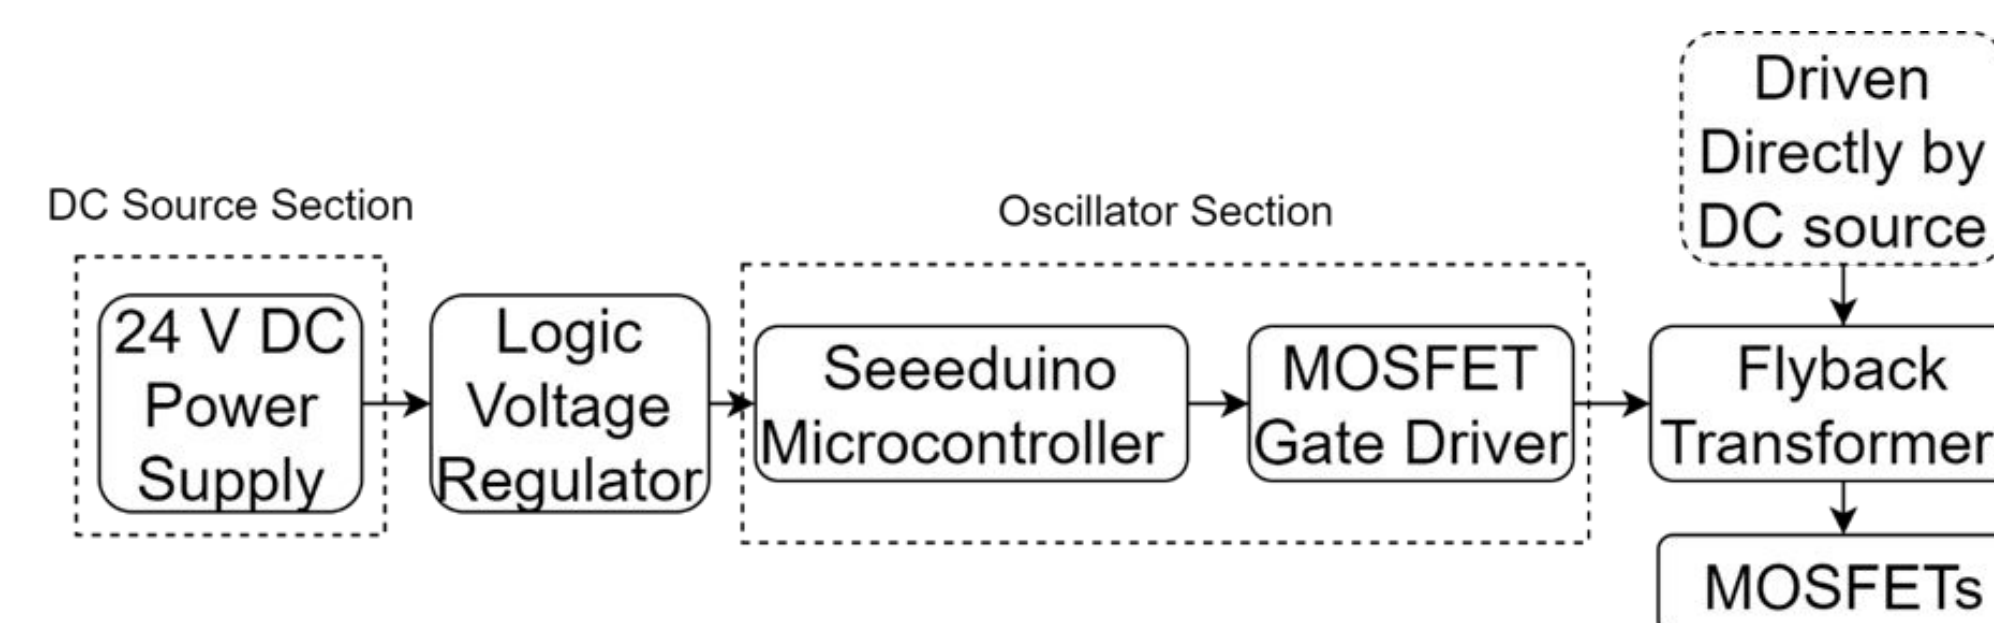 Driven
Directly by
DC source
DC Source Section
Oscillator Section
24 V DC
Power
Supply
Logic
Voltage
Regulator
Seeeduino
Microcontroller
MOSFET
Gate Driver
Flyback
Transformer
MOSFETs